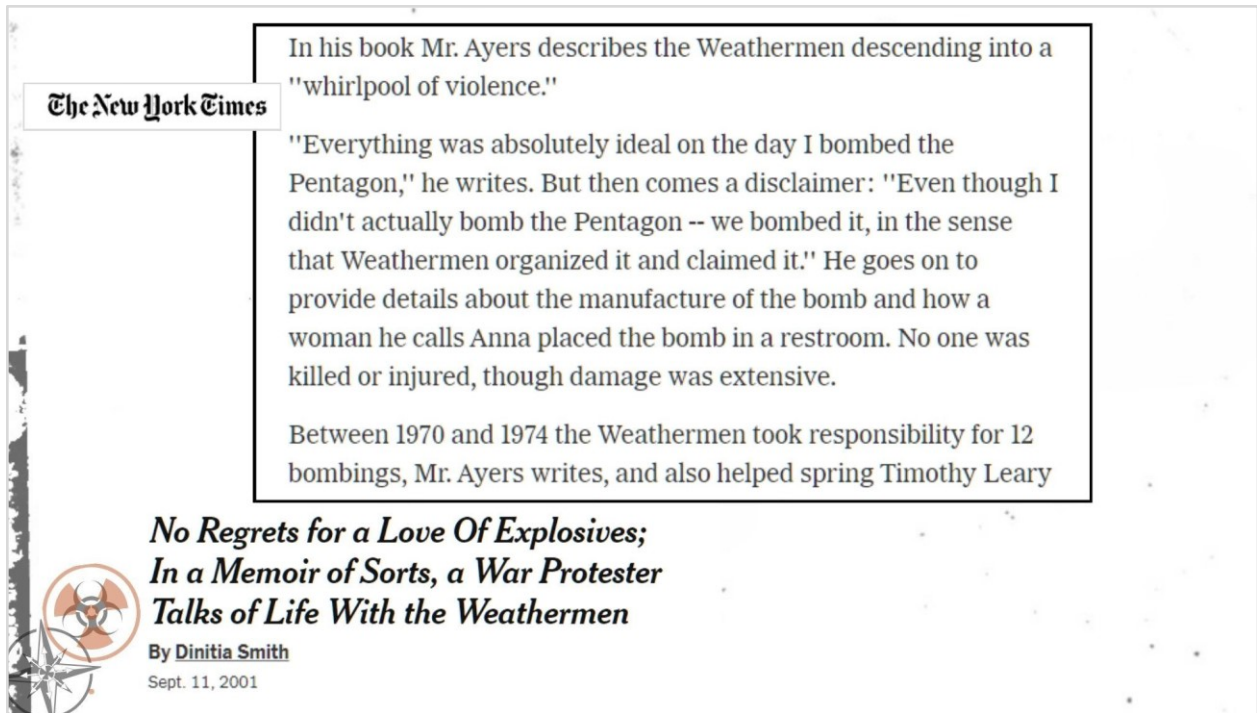 In his book Mr. Ayers describes the Weathermen descending into a
''whirlpool of violence.''
The New York Times
''Everything was absolutely ideal on the day I bombed the
Pentagon,'' he writes. But then comes a disclaimer: ''Even though I
didn't actually bomb the Pentagon -- we bombed it, in the sense
that Weathermen organized it and claimed it.'' He goes on to
provide details about the manufacture of the bomb and how a
woman he calls Anna placed the bomb in a restroom. No one was
killed or injured, though damage was extensive.
Between 1970 and 1974 the Weathermen took responsibility for 12
bombings, Mr. Ayers writes, and also helped spring Timothy Leary
No Regrets for a Love Of Explosives;
In a Memoir of Sorts, a War Protester
Talks of Life With the Weathermen
By Dinitia Smith
Sept. 11, 2001